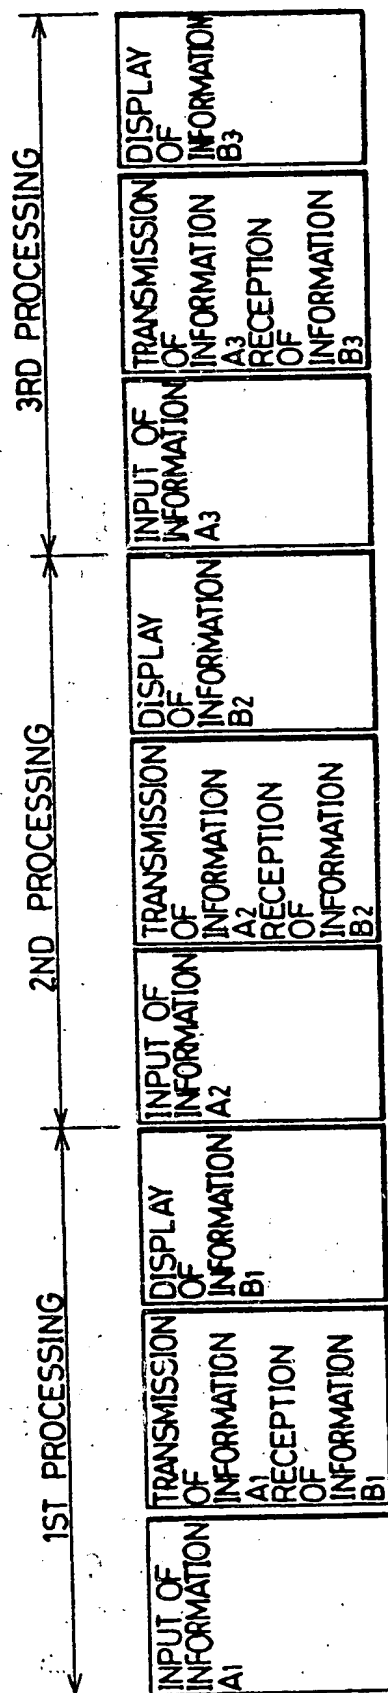 1ST PROCESSING
INPUT OF
INFORMATION
A1
TRANSMISSION
OF
INFORMATION
A1
RECEPTION
OF
INFORMATION
B1
DISPLAY
OF
INFORMATION
B1
2ND PROCESSING
INPUT OF
INFORMATION
A2
TRANSMISSION
OF
INFORMATION
A2
RECEPTION
OF
INFORMATION
B2
DISPLAY
OF
INFORMATION
B2
3RD PROCESSING
INPUT OF
INFORMATION
A3
TRANSMISSION
OF
INFORMATION
A3
RECEPTION
OF
INFORMATION
B3
DISPLAY
OF
INFORMATION
B3